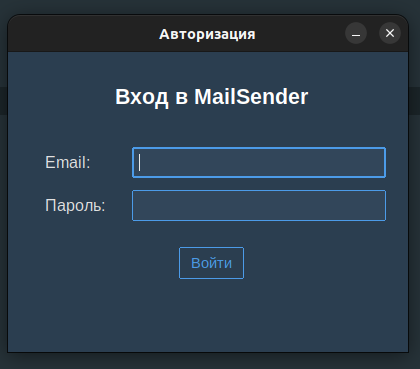 Авторизация
Вход в MailSender
Email:
Пароль:
Войти